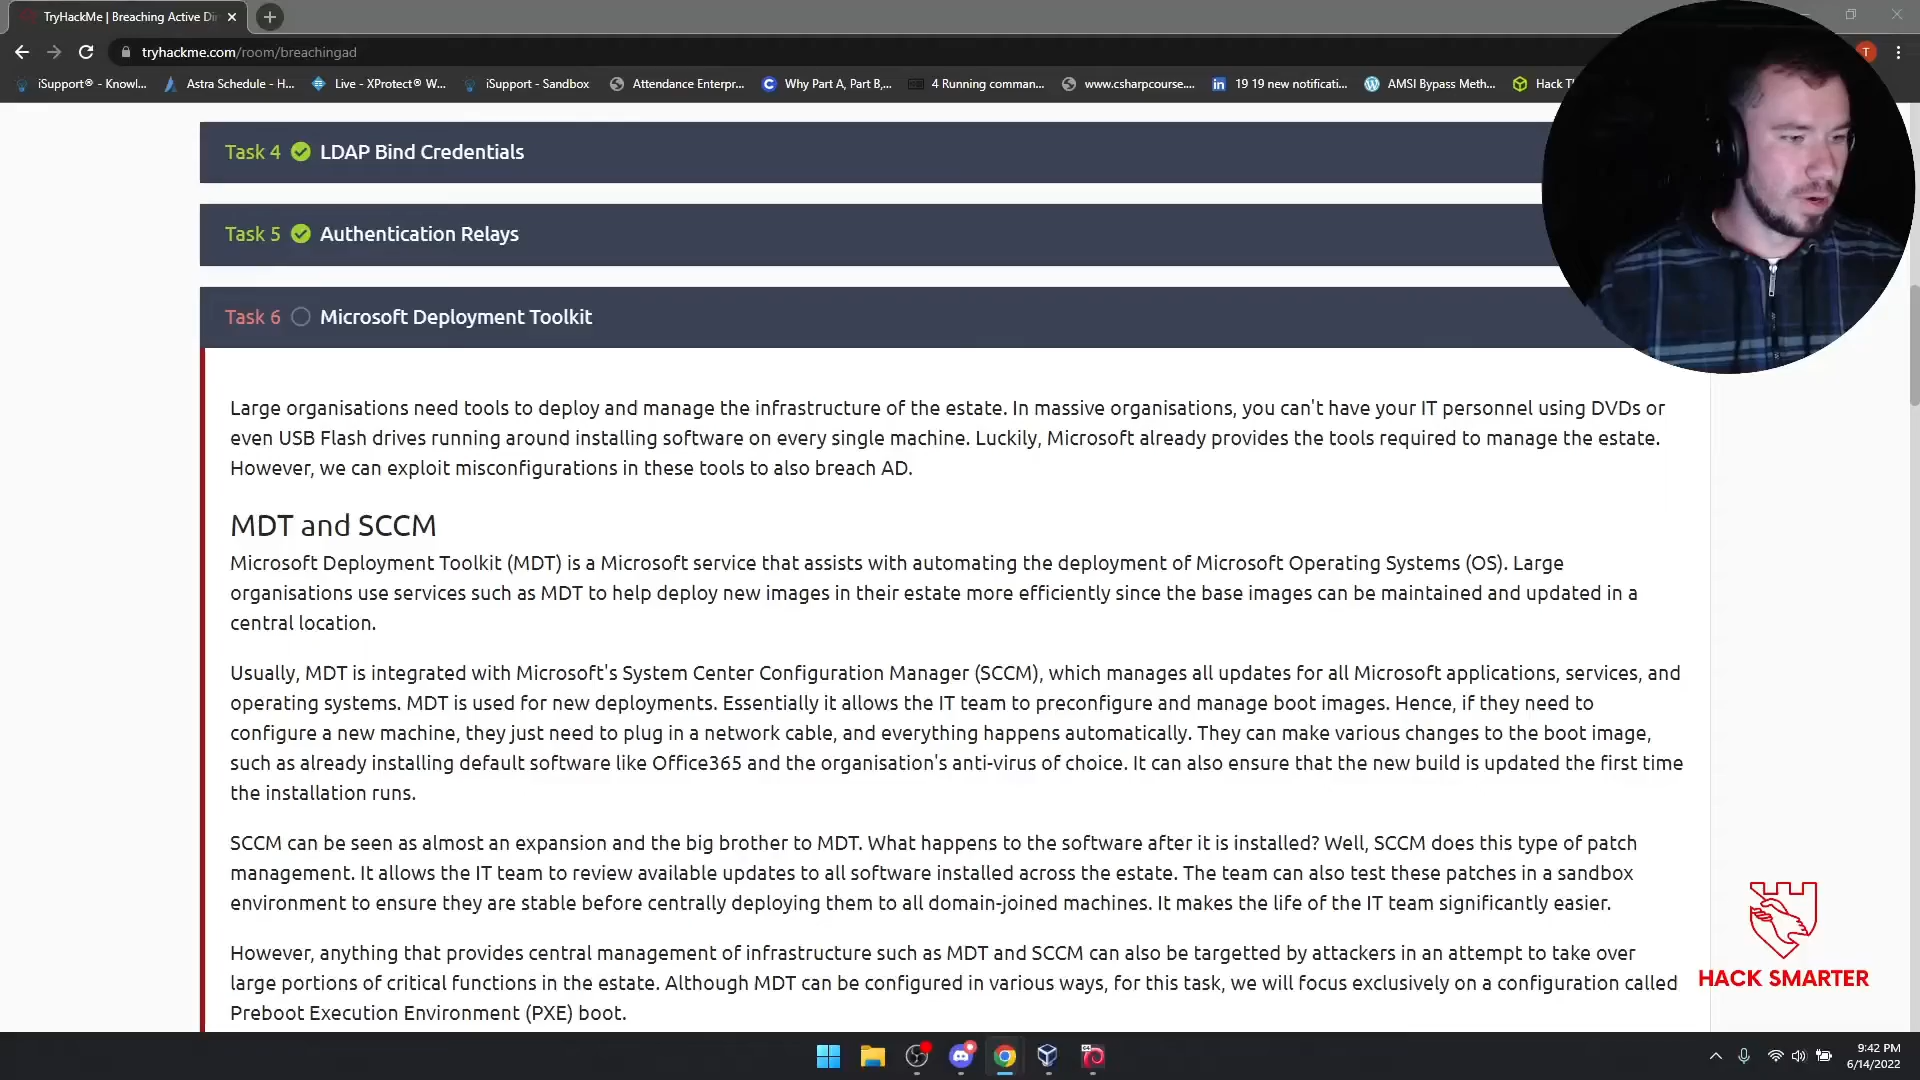 TryHackMe | Breaching Active Dir
tryhackme.com/room/breachingad
T
iSupport® - Knowl...
Astra Schedule - H...
Live - XProtect® W...
iSupport - Sandbox
Attendance Enterpr...
Why Part A, Part B,...
4 Running comman...
www.csharpcourse....
19 19 new notificati...
AMSI Bypass Meth...
Hack T
Task 4 LDAP Bind Credentials
Task 5 Authentication Relays
Task 6 Microsoft Deployment Toolkit
Large organisations need tools to deploy and manage the infrastructure of the estate. In massive organisations, you can't have your IT personnel using DVDs or
even USB Flash drives running around installing software on every single machine. Luckily, Microsoft already provides the tools required to manage the estate.
However, we can exploit misconfigurations in these tools to also breach AD.
MDT and SCCM
Microsoft Deployment Toolkit (MDT) is a Microsoft service that assists with automating the deployment of Microsoft Operating Systems (OS). Large
organisations use services such as MDT to help deploy new images in their estate more efficiently since the base images can be maintained and updated in a
central location.
Usually, MDT is integrated with Microsoft's System Center Configuration Manager (SCCM), which manages all updates for all Microsoft applications, services, and
operating systems. MDT is used for new deployments. Essentially it allows the IT team to preconfigure and manage boot images. Hence, if they need to
configure a new machine, they just need to plug in a network cable, and everything happens automatically. They can make various changes to the boot image,
such as already installing default software like Office365 and the organisation's anti-virus of choice. It can also ensure that the new build is updated the first time
the installation runs.
SCCM can be seen as almost an expansion and the big brother to MDT. What happens to the software after it is installed? Well, SCCM does this type of patch
management. It allows the IT team to review available updates to all software installed across the estate. The team can also test these patches in a sandbox
environment to ensure they are stable before centrally deploying them to all domain-joined machines. It makes the life of the IT team significantly easier.
However, anything that provides central management of infrastructure such as MDT and SCCM can also be targetted by attackers in an attempt to take over
large portions of critical functions in the estate. Although MDT can be configured in various ways, for this task, we will focus exclusively on a configuration called
Preboot Execution Environment (PXE) boot.
HACK SMARTER
9:42 PM
6/14/2022